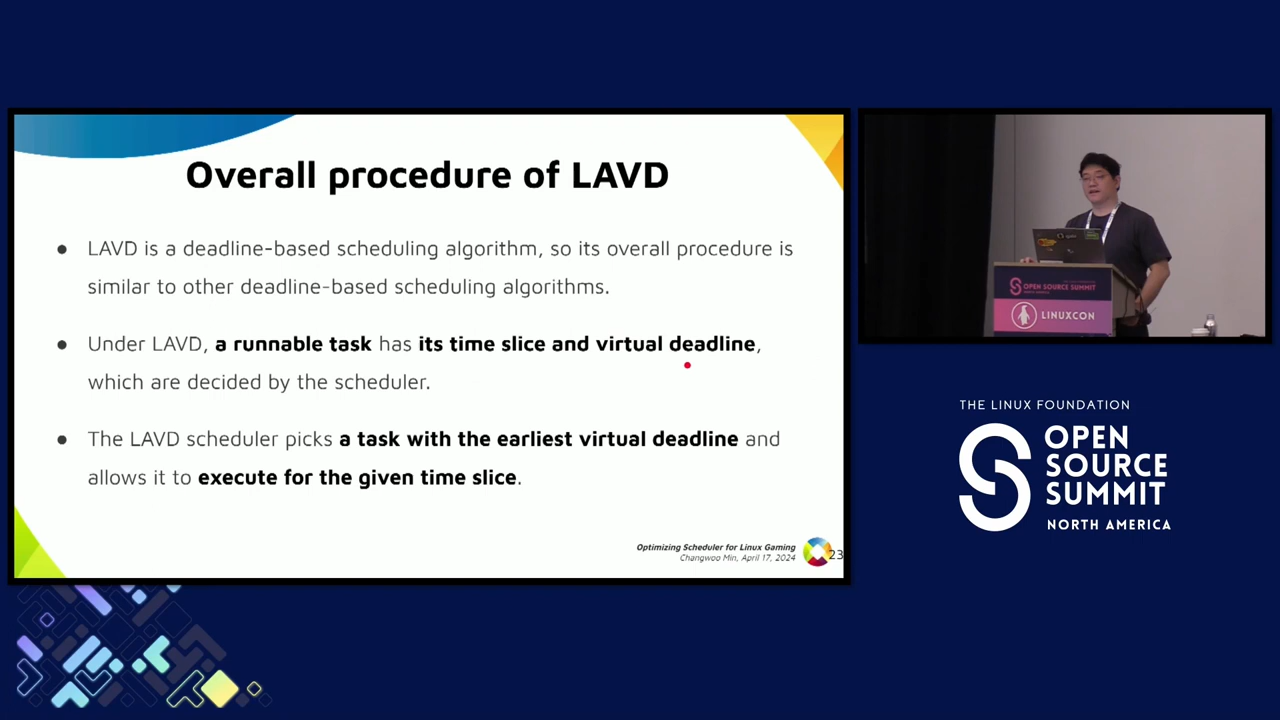 Overall procedure of LAVD
● LAVD is a deadline-based scheduling algorithm, so its overall procedure is
similar to other deadline-based scheduling algorithms.
● Under LAVD, a runnable task has its time slice and virtual deadline,
which are decided by the scheduler.
● The LAVD scheduler picks a task with the earliest virtual deadline and
allows it to execute for the given time slice.
Optimizing Scheduler for Linux Gaming
Changwoo Min, April 17, 2024
23
OPEN SOURCE SUMMIT
LINUXCON
THE LINUX FOUNDATION
OPEN
SOURCE
SUMMIT
NORTH AMERICA